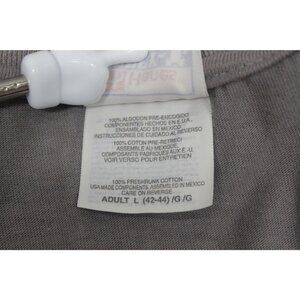 Hanes
100% ALGODON PRE-ENCOGIDO
COMPONENTES HECHOS EN E.U.A.
ENSAMBLADO EN MEXICO
INSTRUCCIONES DE CUIDADO AL REVERSO
100% COTON PRE-RETRECI
ASSEMBLE AU MEXIQUE,
COMPOSANTS FABRIQUES AUX E.-U.
VOIR VERSO POUR ENTRETIEN
100% PRESHRUNK COTTON
USA MADE COMPONENTS, ASSEMBLED IN MEXICO
CARE ON REVERSE
ADULT L (42-44) /G /G